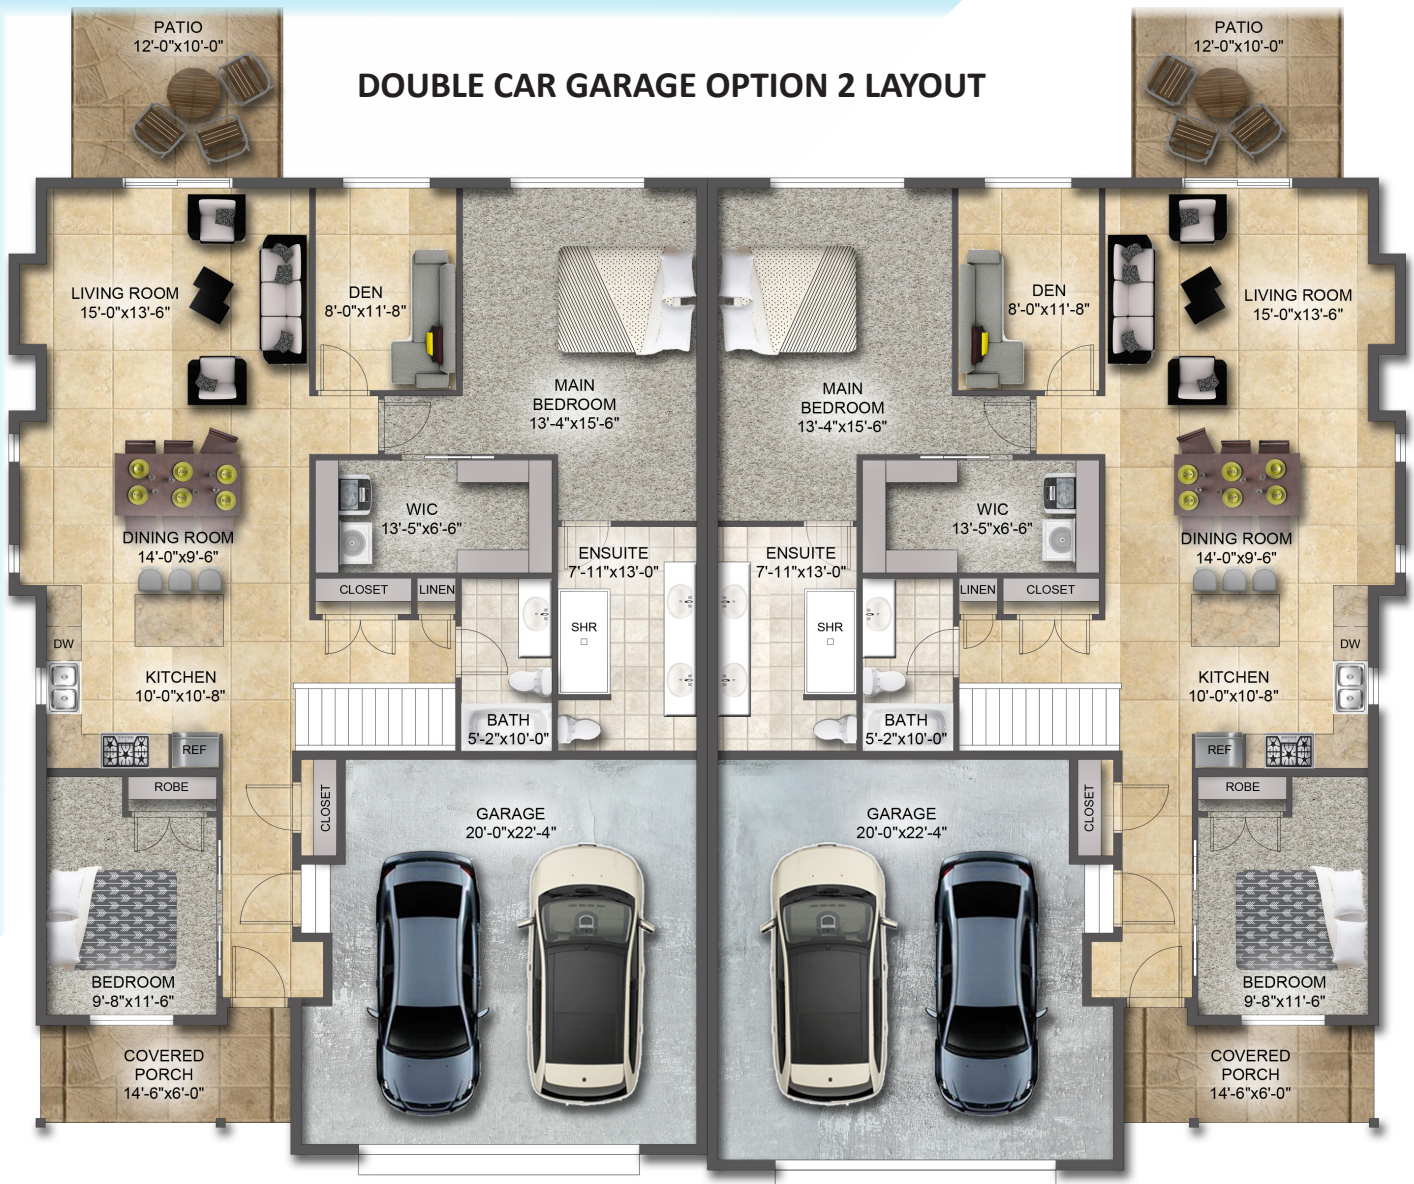 PATIO
12'-0"x10'-0"
PATIO
12'-0"x10'-0"
DOUBLE CAR GARAGE OPTION 2 LAYOUT
LIVING ROOM
15'-0"x13'-6"
DEN
8'-0"x11'-8"
MAIN
BEDROOM
13'-4"x15'-6"
MAIN
BEDROOM
13'-4"x15'-6"
DEN
8'-0"x11'-8"
LIVING ROOM
15'-0"x13'-6"
DINING ROOM
14'-0"x9'-6"
WIC
13'-5"x6'-6"
ENSUITE
7'-11"x13'-0"
ENSUITE
7'-11"x13'-0"
WIC
13'-5"x6'-6"
DINING ROOM
14'-0"x9'-6"
CLOSET
LINEN
LINEN
CLOSET
DW
SHR
SHR
DW
KITCHEN
10'-0"x10'-8"
KITCHEN
10'-0"x10'-8"
BATH
5'-2"x10'-0"
BATH
5'-2"x10'-0"
REF
REF
ROBE
CLOSET
GARAGE
20'-0"x22'-4"
GARAGE
20'-0"x22'-4"
CLOSET
ROBE
BEDROOM
9'-8"x11'-6"
BEDROOM
9'-8"x11'-6"
COVERED
PORCH
14'-6"x6'-0"
COVERED
PORCH
14'-6"x6'-0"